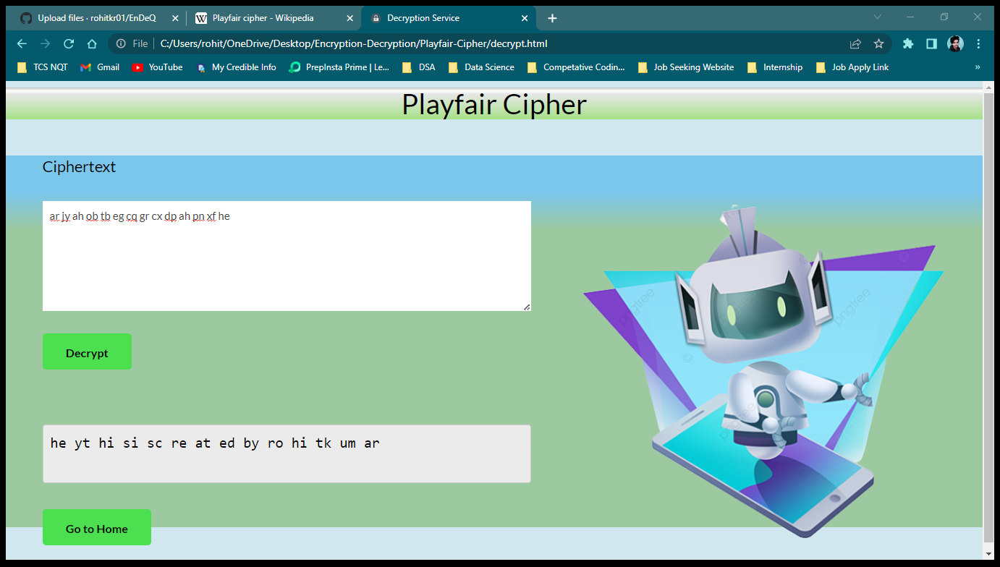 Upload files · rohitkr01/EnDeQ
Playfair cipher - Wikipedia
Decryption Service
File C:/Users/rohit/OneDrive/Desktop/Encryption-Decryption/Playfair-Cipher/decrypt.html
TCS NQT Gmail YouTube My Credible Info PrepInsta Prime | Le... DSA Data Science Competative Codin... Job Seeking Website Internship Job Apply Link »
Playfair Cipher
Ciphertext
ar jy ah ob tb eg cq gr cx dp ah pn xf he
Decrypt
he yt hi si sc re at ed by ro hi tk um ar
Go to Home
pngtree
pngtree
pngtree
pngtree